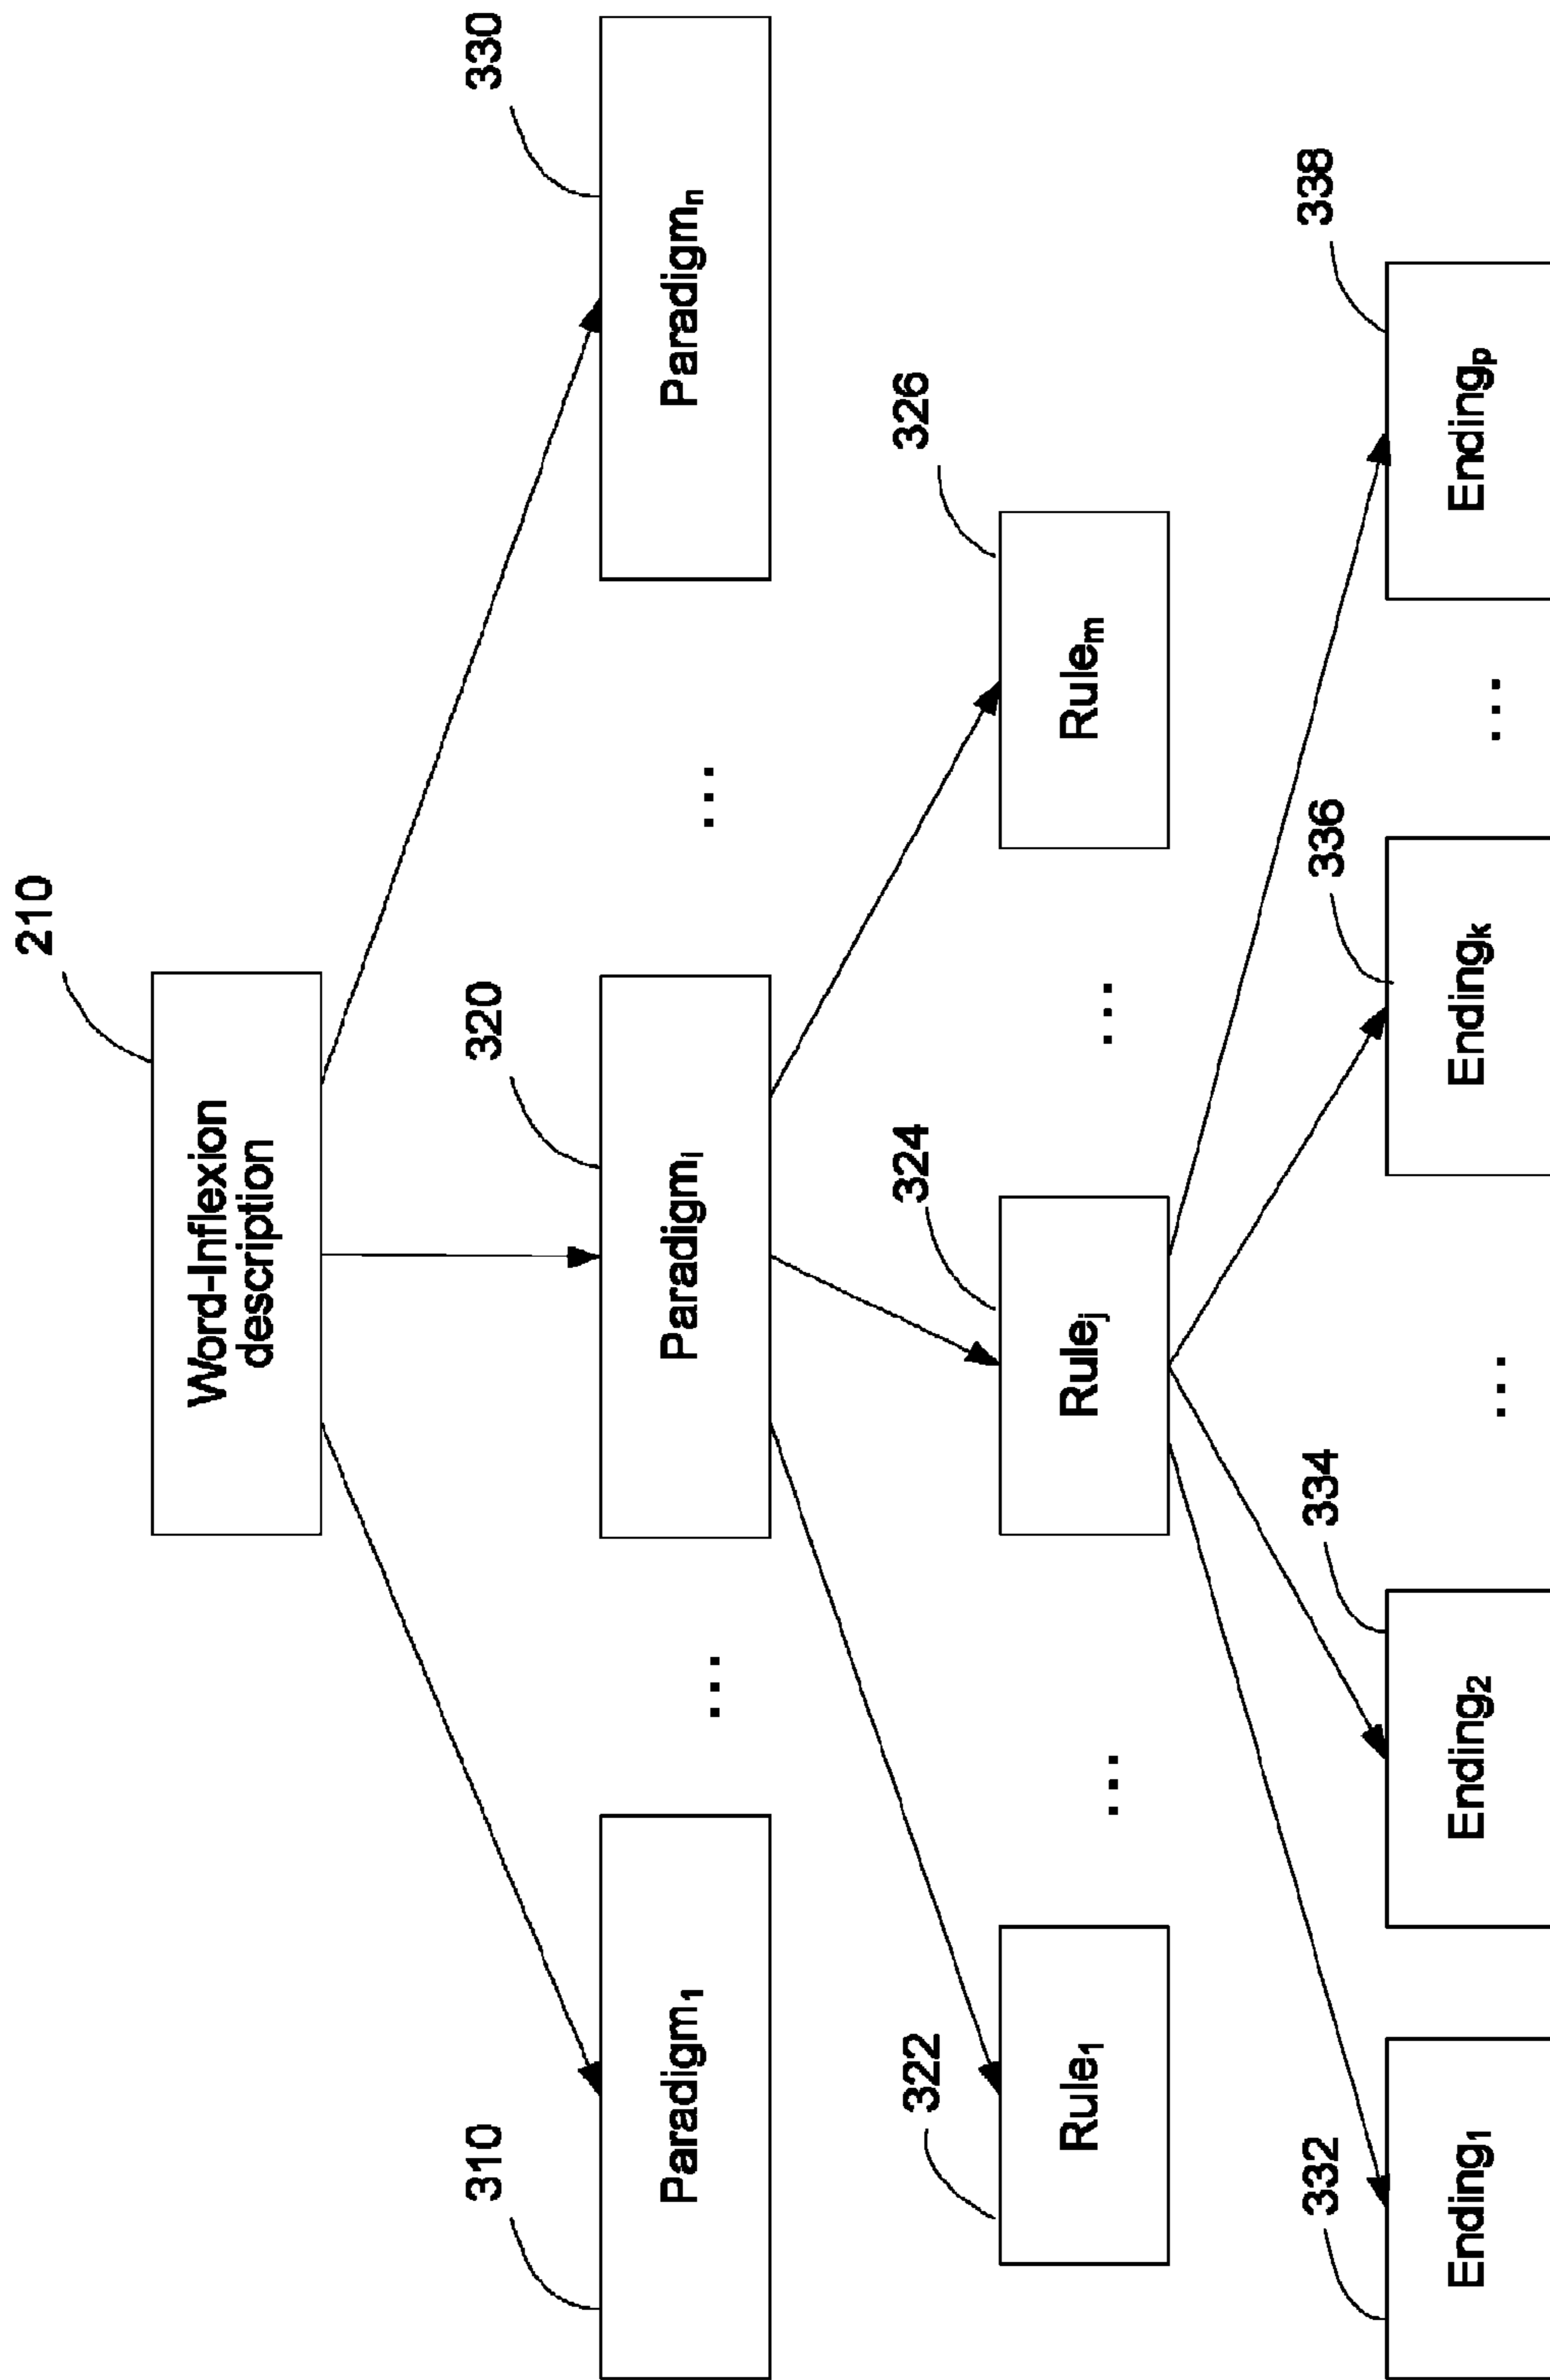 210
Word-Inflexion
description
310
320
330
Paradigm₁
...
Paradigmᵢ
...
Paradigmₙ
322
324
326
Rule₁
...
Ruleⱼ
...
Ruleₘ
332
334
336
338
Ending₁
Ending₂
...
Endingₖ
...
Endingₚ